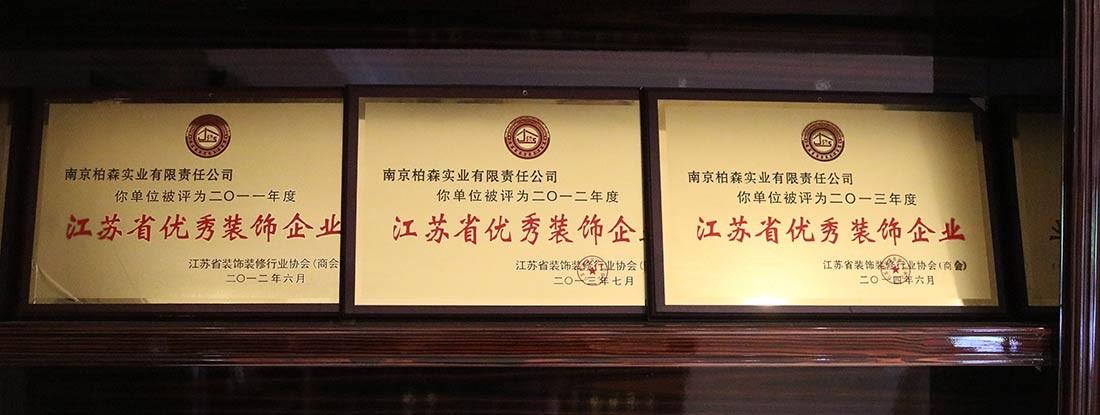 南京柏森实业有限责任公司
你单位被评为二〇一一年度
江苏省优秀装饰企业
江苏省装饰装修行业协会(商会
二〇一二年六月
南京柏森实业有限责任公司
你单位被评为二〇一二年度
江苏省优秀装饰企业
江苏省装饰装修行业协会(
二〇一三年七月
南京柏森实业有限责任公司
你单位被评为二〇一三年度
江苏省优秀装饰企业
江苏省装饰装修行业协会(商会)
二〇一四年六月